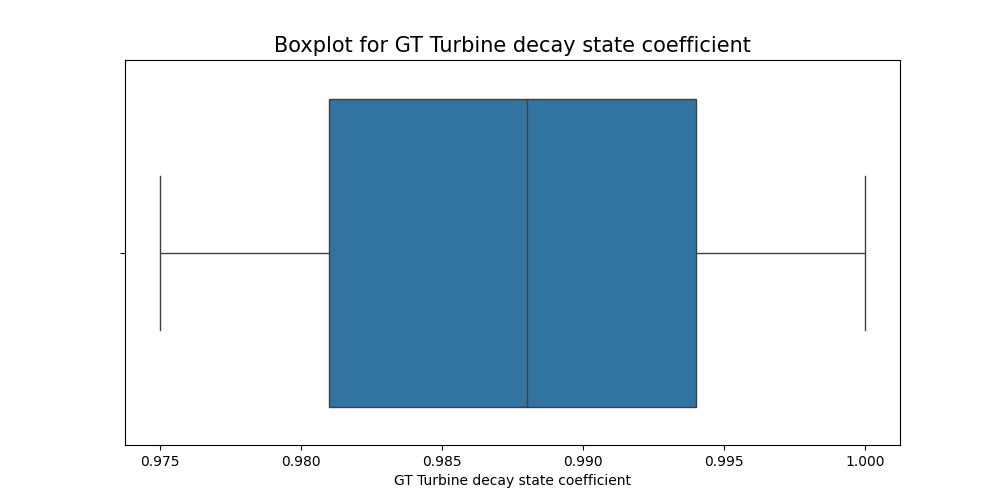 Boxplot for GT Turbine decay state coefficient
0.975 0.980 0.985 0.990 0.995 1.000
GT Turbine decay state coefficient